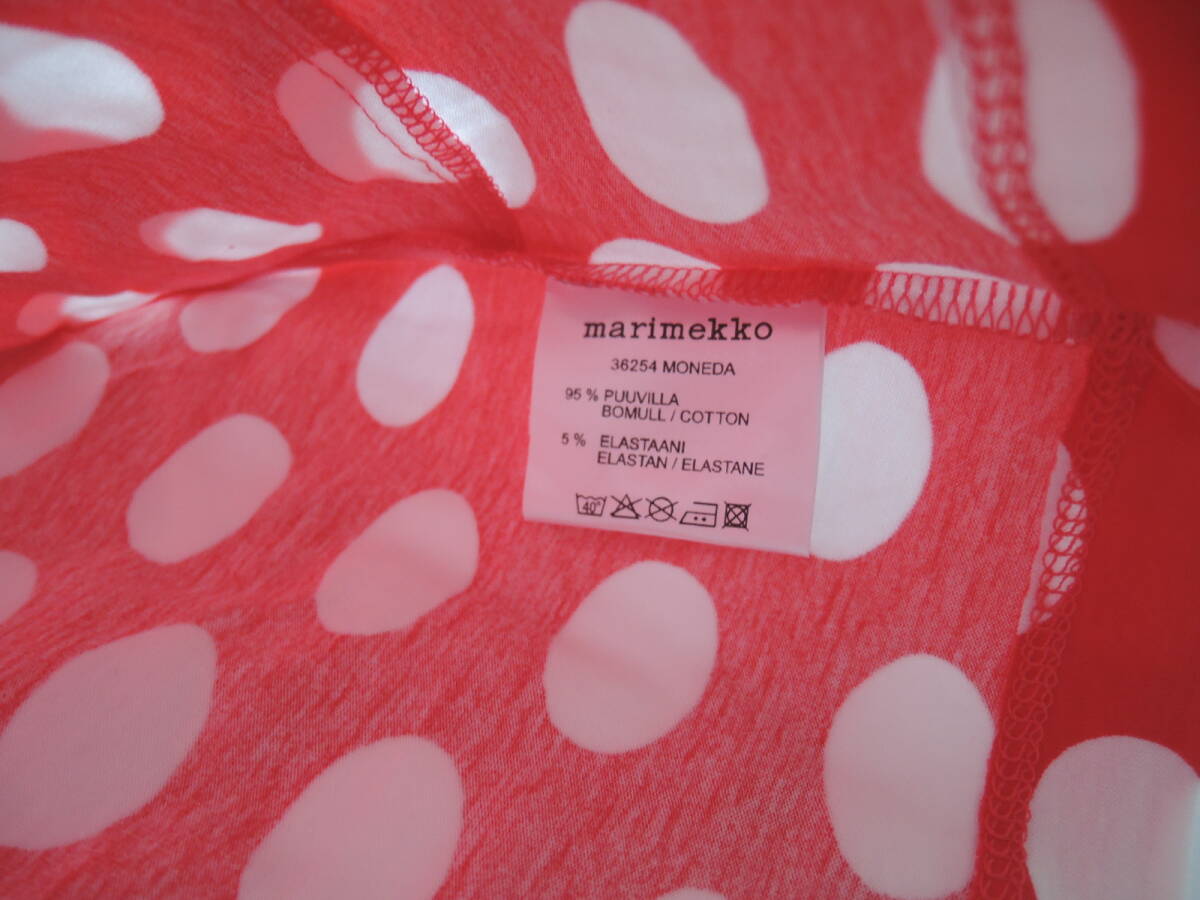 marimekko
36254 MONEDA
95 % PUUVILLA
BOMULL / COTTON
5 % ELASTAANI
ELASTAN / ELASTANE
40°